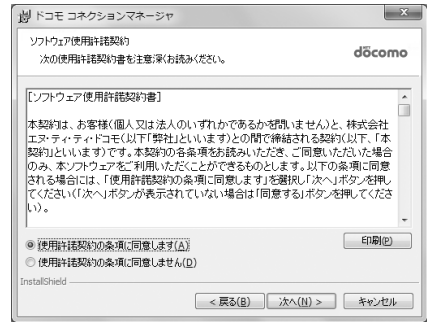 ドコモ コネクションマネージャ
ソフトウェア使用許諾契約
次の使用許諾契約書を注意深くお読みください。
döcomo
[ソフトウェア使用許諾契約書]
本契約は、お客様(個人又は法人のいずれかであるかを問いません)と、株式会社
エヌ・ティ・ティ・ドコモ(以下「弊社」といいます)との間で締結される契約(以下、「本
契約」といいます)です。本契約の各条項をお読みいただき、ご同意いただいた場合
のみ、本ソフトウェアをご利用いただくことができるものとします。以下の条項に同意
される場合には、「使用許諾契約の条項に同意します」を選択し「次へ」ボタンを押し
てください(「次へ」ボタンが表示されていない場合は「同意する」ボタンを押してくださ
い)。
使用許諾契約の条項に同意します(A)
印刷(P)
使用許諾契約の条項に同意しません(D)
InstallShield
< 戻る(B)
次へ(N) >
キャンセル